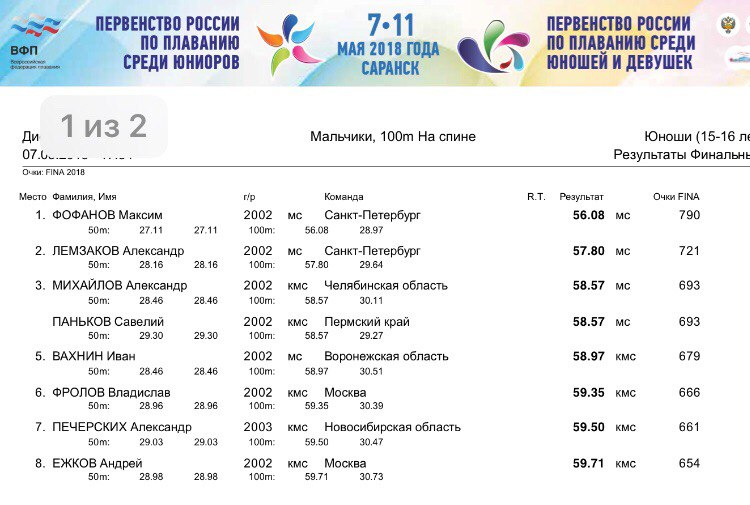 ВФП
Всероссийская
федерация плавания
ПЕРВЕНСТВО РОССИИ
ПО ПЛАВАНИЮ
СРЕДИ ЮНИОРОВ
7•11
МАЯ 2018 ГОДА
САРАНСК
ПЕРВЕНСТВО РОССИИ
ПО ПЛАВАНИЮ СРЕДИ
ЮНОШЕЙ И ДЕВУШЕК
1 из 2
Мальчики, 100m На спине Юноши (15-16 ле
Результаты Финальны
Очки: FINA 2018
Место Фамилия, Имя г/р Команда R.T. Результат Очки FINA
1. ФОФАНОВ Максим 2002 мс Санкт-Петербург 56.08 мс 790
50m: 27.11 27.11 100m: 56.08 28.97
2. ЛЕМЗАКОВ Александр 2002 мс Санкт-Петербург 57.80 мс 721
50m: 28.16 28.16 100m: 57.80 29.64
3. МИХАЙЛОВ Александр 2002 кмс Челябинская область 58.57 мс 693
50m: 28.46 28.46 100m: 58.57 30.11
ПАНЬКОВ Савелий 2002 кмс Пермский край 58.57 мс 693
50m: 29.30 29.30 100m: 58.57 29.27
5. ВАХНИН Иван 2002 мс Воронежская область 58.97 кмс 679
50m: 28.46 28.46 100m: 58.97 30.51
6. ФРОЛОВ Владислав 2002 кмс Москва 59.35 кмс 666
50m: 28.96 28.96 100m: 59.35 30.39
7. ПЕЧЕРСКИХ Александр 2003 кмс Новосибирская область 59.50 кмс 661
50m: 29.03 29.03 100m: 59.50 30.47
8. ЕЖКОВ Андрей 2002 кмс Москва 59.71 кмс 654
50m: 28.98 28.98 100m: 59.71 30.73